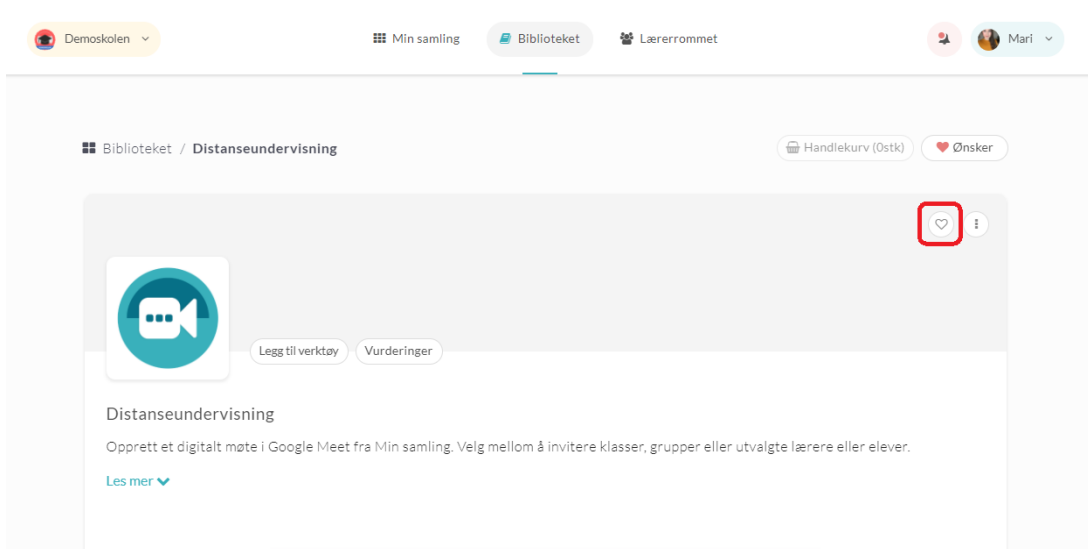 Demoskolen
Min samling
Biblioteket
Lærerrommet
Mari
Biblioteket / Distanseundervisning
Handlekurv (0stk)
Ønsker
Legg til verktøy
Vurderinger
Distanseundervisning
Opprett et digitalt møte i Google Meet fra Min samling. Velg mellom å invitere klasser, grupper eller utvalgte lærere eller elever.
Les mer